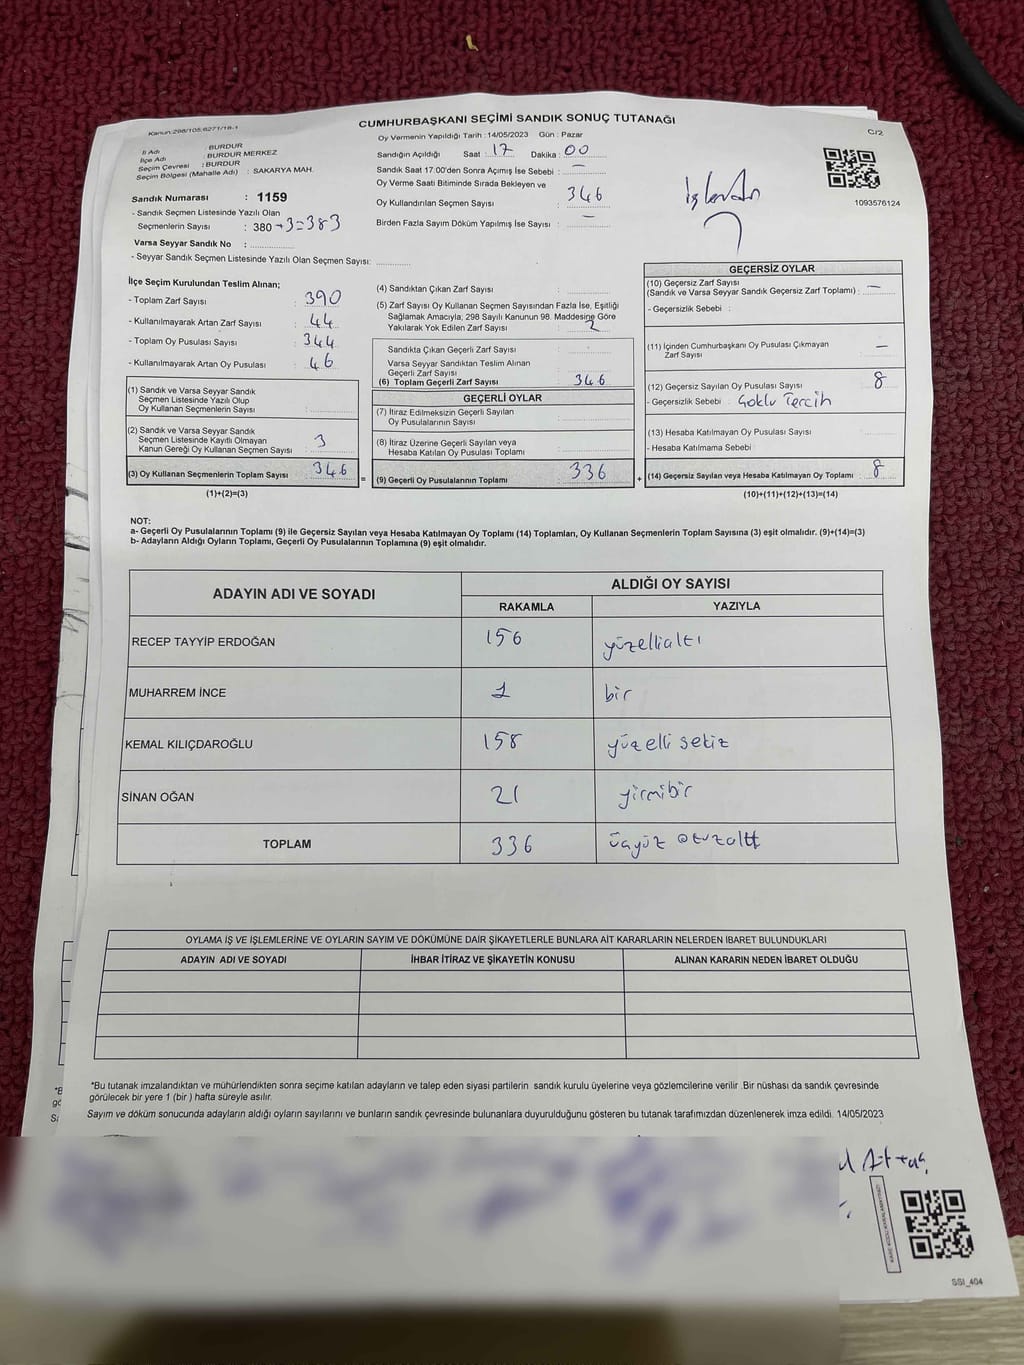 Kanun:298/105;6271/18-1
CUMHURBAŞKANI SEÇİMİ SANDIK SONUÇ TUTANAĞI
C/2
Oy Vermenin Yapıldığı Tarih : 14/05/2023 Gün : Pazar
İl Adı : BURDUR
İlçe Adı : BURDUR MERKEZ
Seçim Çevresi : BURDUR
Seçim Bölgesi (Mahalle Adı) : SAKARYA MAH.
Sandık Numarası : 1159
- Sandık Seçmen Listesinde Yazılı Olan
Seçmenlerin Sayısı : 380 +3=383
Varsa Seyyar Sandık No :
- Seyyar Sandık Seçmen Listesinde Yazılı Olan Seçmen Sayısı:
Sandığın Açıldığı Saat : 17 Dakika : 00
Sandık Saat 17:00'den Sonra Açımış İse Sebebi : —
Oy Verme Saati Bitiminde Sırada Bekleyen ve
Oy Kullandırılan Seçmen Sayısı : 346
Birden Fazla Sayım Döküm Yapılmış İse Sayısı : —
1093576124
İlçe Seçim Kurulundan Teslim Alınan;
- Toplam Zarf Sayısı : 390
- Kullanılmayarak Artan Zarf Sayısı : 44
- Toplam Oy Pusulası Sayısı : 344
- Kullanılmayarak Artan Oy Pusulası : 46
(1) Sandık ve Varsa Seyyar Sandık
Seçmen Listesinde Yazılı Olup
Oy Kullanan Seçmenlerin Sayısı :
(2) Sandık ve Varsa Seyyar Sandık
Seçmen Listesinde Kayıtlı Olmayan
Kanun Gereği Oy Kullanan Seçmen Sayısı : 3
(3) Oy Kullanan Seçmenlerin Toplam Sayısı : 346
(1)+(2)=(3)
(4) Sandıktan Çıkan Zarf Sayısı :
(5) Zarf Sayısı Oy Kullanan Seçmen Sayısından Fazla İse, Eşitliği
Sağlamak Amacıyla, 298 Sayılı Kanunun 98. Maddesine Göre
Yakılarak Yok Edilen Zarf Sayısı : 2
Sandıkta Çıkan Geçerli Zarf Sayısı :
Varsa Seyyar Sandıktan Teslim Alınan
Geçerli Zarf Sayısı :
(6) Toplam Geçerli Zarf Sayısı : 346
GEÇERLİ OYLAR
(7) İtiraz Edilmeksizin Geçerli Sayılan
Oy Pusulalarının Sayısı :
(8) İtiraz Üzerine Geçerli Sayılan veya
Hesaba Katılan Oy Pusulası Toplamı :
(9) Geçerli Oy Pusulalarının Toplamı : 336
GEÇERSİZ OYLAR
(10) Geçersiz Zarf Sayısı
(Sandık ve Varsa Seyyar Sandık Geçersiz Zarf Toplamı) : —
- Geçersizlik Sebebi :
(11) İçinden Cumhurbaşkanı Oy Pusulası Çıkmayan
Zarf Sayısı : —
(12) Geçersiz Sayılan Oy Pusulası Sayısı : 8
- Geçersizlik Sebebi : Çoklu Tercih
(13) Hesaba Katılmayan Oy Pusulası Sayısı :
- Hesaba Katılmama Sebebi
(14) Geçersiz Sayılan veya Hesaba Katılmayan Oy Toplamı : 8
(10)+(11)+(12)+(13)=(14)
NOT:
a- Geçerli Oy Pusulalarının Toplamı (9) ile Geçersiz Sayılan veya Hesaba Katılmayan Oy Toplamı (14) Toplamları, Oy Kullanan Seçmenlerin Toplam Sayısına (3) eşit olmalıdır. (9)+(14)=(3)
b- Adayların Aldığı Oyların Toplamı, Geçerli Oy Pusulalarının Toplamına (9) eşit olmalıdır.
ADAYIN ADI VE SOYADI ALDIĞI OY SAYISI
RAKAMLA YAZIYLA
RECEP TAYYİP ERDOĞAN 156 yüzellialtı
MUHARREM İNCE 1 bir
KEMAL KILIÇDAROĞLU 158 yüzelli sekiz
SİNAN OĞAN 21 yirmibir
TOPLAM 336 üçyüz otuzaltı
OYLAMA İŞ VE İŞLEMLERİNE VE OYLARIN SAYIM VE DÖKÜMÜNE DAİR ŞİKAYETLERLE BUNLARA AİT KARARLARIN NELERDEN İBARET BULUNDUKLARI
ADAYIN ADI VE SOYADI İHBAR İTİRAZ VE ŞİKAYETİN KONUSU ALINAN KARARIN NEDEN İBARET OLDUĞU
*Bu tutanak imzalandıktan ve mühürlendikten sonra seçime katılan adayların ve talep eden siyasi partilerin sandık kurulu üyelerine veya gözlemcilerine verilir. Bir nüshası da sandık çevresinde
görülecek bir yere 1 (bir ) hafta süreyle asılır.
Sayım ve döküm sonucunda adayların aldığı oyların sayılarını ve bunların sandık çevresinde bulunanlara duyurulduğunu gösteren bu tutanak tarafımızdan düzenlenerek imza edildi. 14/05/2023
SSI_404